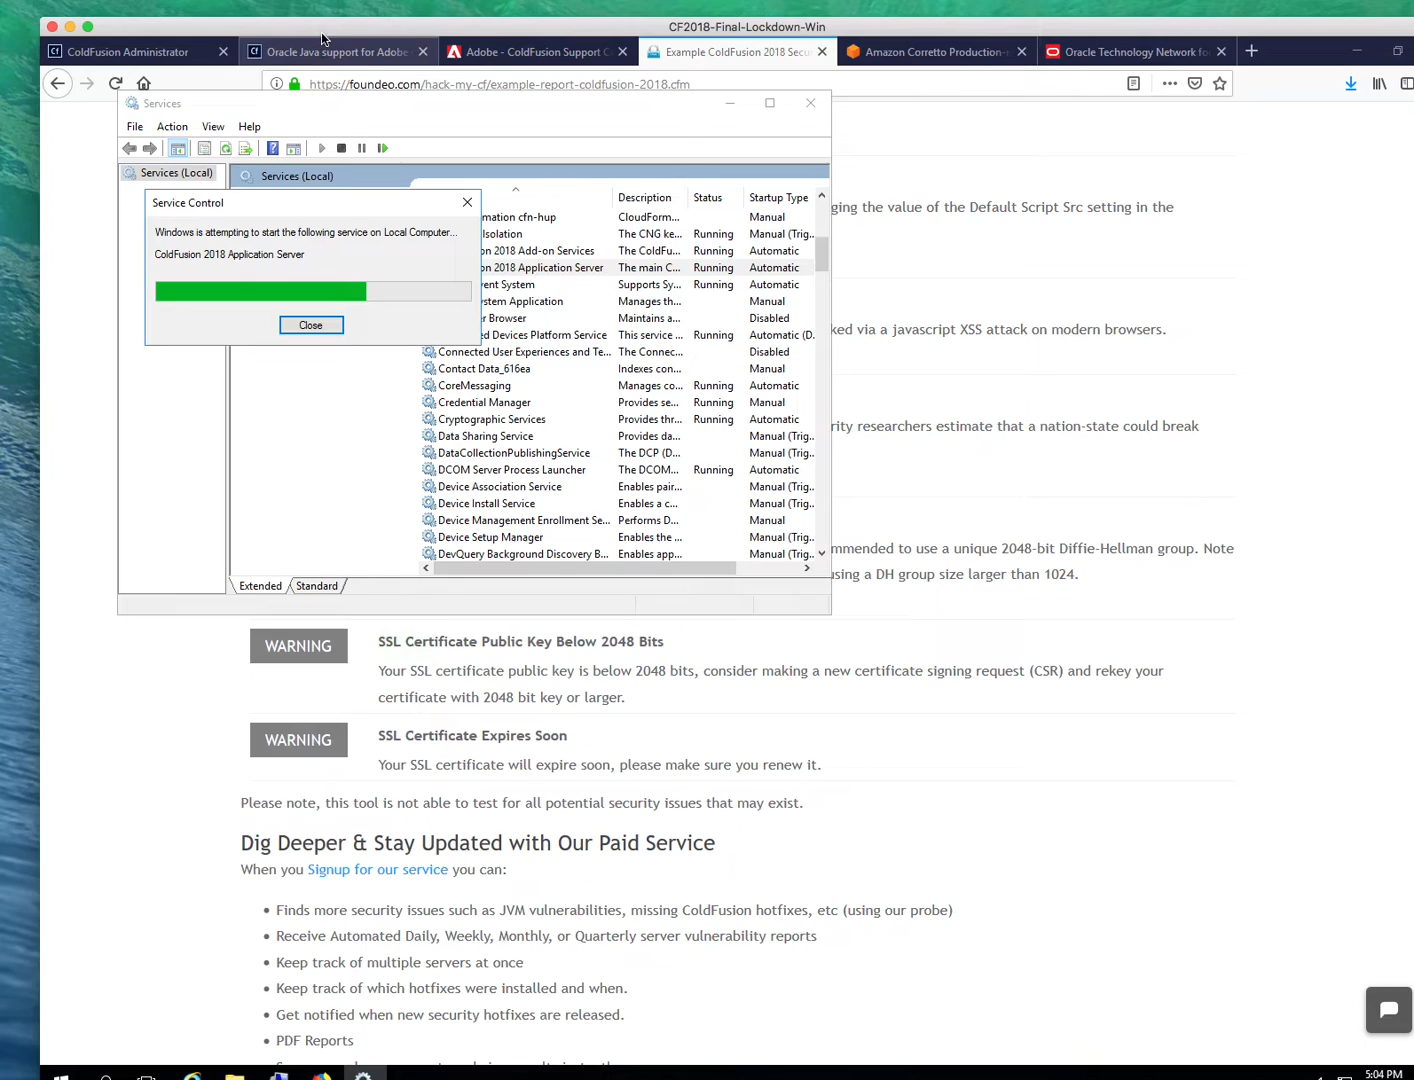 CF2018-Final-Lockdown-Win
ColdFusion Administrator
Oracle Java support for Adobe
Adobe - ColdFusion Support C
Example ColdFusion 2018 Secu
Amazon Corretto Production-
Oracle Technology Network for
https://foundeo.com/hack-my-cf/example-report-coldfusion-2018.cfm
Services
File Action View Help
Services (Local)
Services (Local)
Service Control
Windows is attempting to start the following service on Local Computer...
ColdFusion 2018 Application Server
Close
Description Status Startup Type
mation cfn-hup CloudForm... Manual
solation The CNG ke... Running Manual (Trig..
on 2018 Add-on Services The ColdFu... Running Automatic
on 2018 Application Server The main C... Running Automatic
vent System Supports Sy... Running Automatic
stem Application Manages th... Manual
er Browser Maintains a... Disabled
ed Devices Platform Service This service ... Running Automatic (D.
Connected User Experiences and Te... The Connec... Disabled
Contact Data_616ea Indexes con... Manual
CoreMessaging Manages co... Running Automatic
Credential Manager Provides se... Running Manual
Cryptographic Services Provides thr... Running Automatic
Data Sharing Service Provides da... Manual (Trig..
DataCollectionPublishingService The DCP (D... Manual (Trig..
DCOM Server Process Launcher The DCOM... Running Automatic
Device Association Service Enables pair... Manual (Trig..
Device Install Service Enables a c... Manual (Trig..
Device Management Enrollment Se... Performs D... Manual
Device Setup Manager Enables the ... Manual (Trig..
DevQuery Background Discovery B... Enables app... Manual (Trig..
Extended Standard
ging the value of the Default Script Src setting in the
ked via a javascript XSS attack on modern browsers.
rity researchers estimate that a nation-state could break
mmended to use a unique 2048-bit Diffie-Hellman group. Note
using a DH group size larger than 1024.
WARNING
SSL Certificate Public Key Below 2048 Bits
Your SSL certificate public key is below 2048 bits, consider making a new certificate signing request (CSR) and rekey your
certificate with 2048 bit key or larger.
WARNING
SSL Certificate Expires Soon
Your SSL certificate will expire soon, please make sure you renew it.
Please note, this tool is not able to test for all potential security issues that may exist.
Dig Deeper & Stay Updated with Our Paid Service
When you Signup for our service you can:
• Finds more security issues such as JVM vulnerabilities, missing ColdFusion hotfixes, etc (using our probe)
• Receive Automated Daily, Weekly, Monthly, or Quarterly server vulnerability reports
• Keep track of multiple servers at once
• Keep track of which hotfixes were installed and when.
• Get notified when new security hotfixes are released.
• PDF Reports
5:04 PM